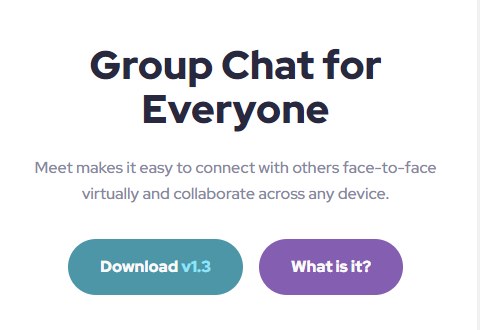 Group Chat for
Everyone
Meet makes it easy to connect with others face-to-face
virtually and collaborate across any device.
Download v1.3
What is it?